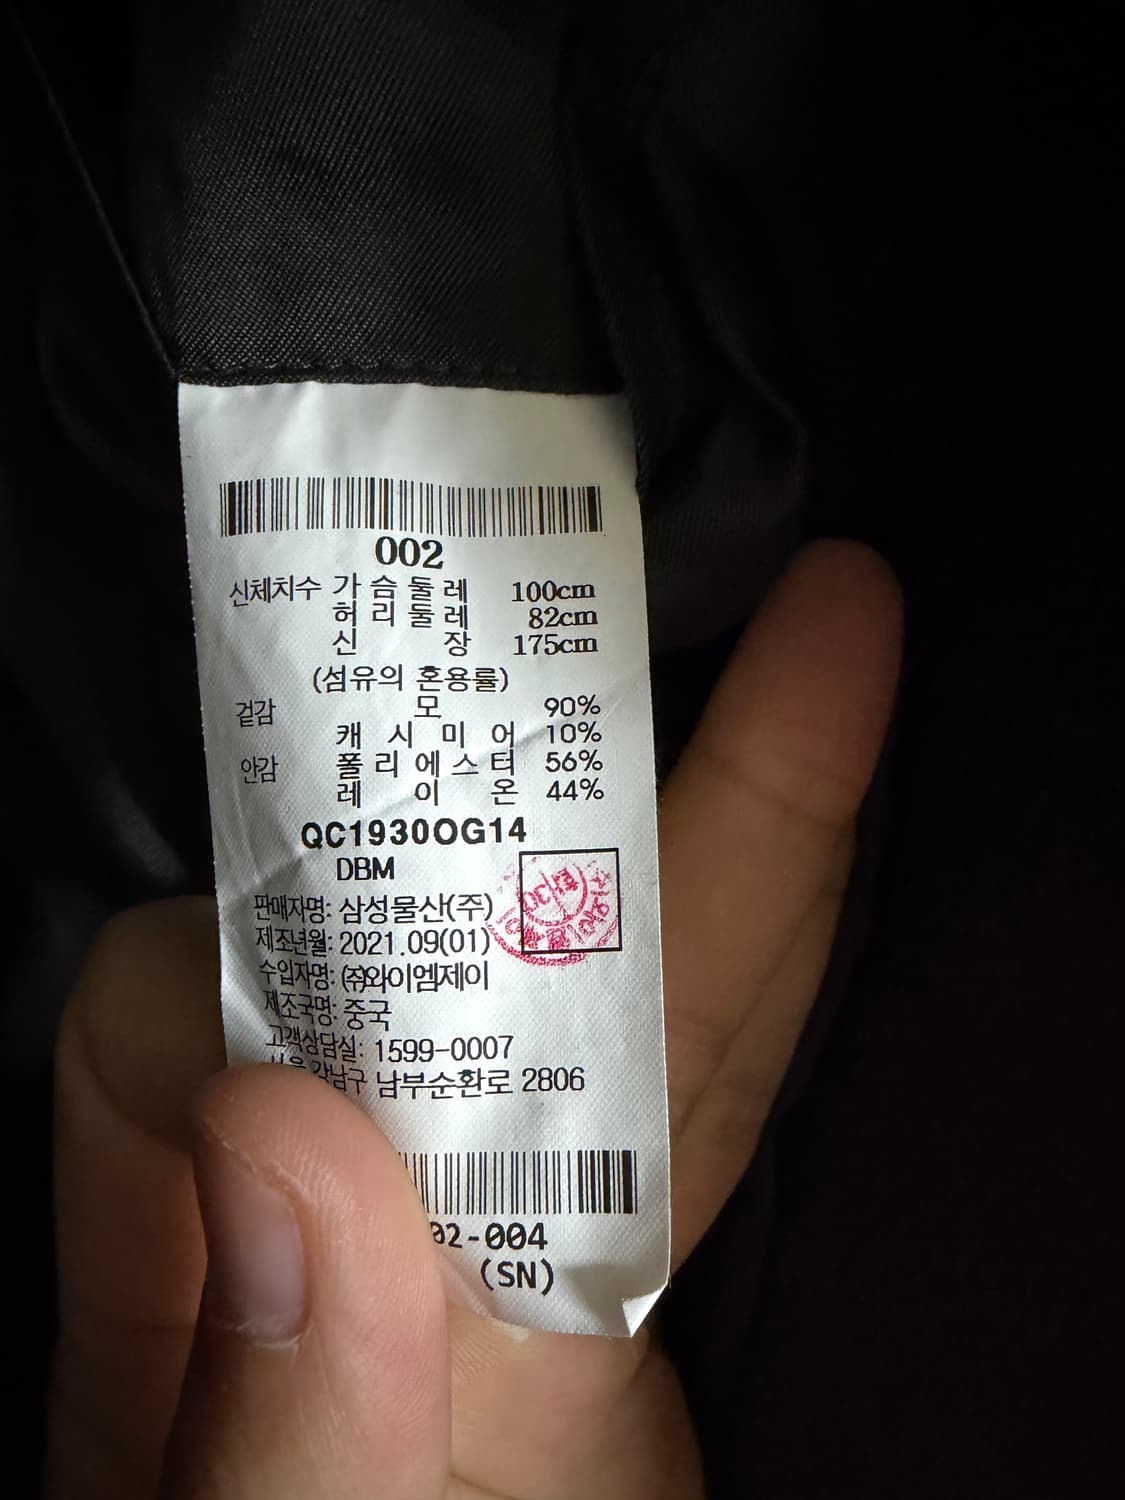 002
신체치수 가슴둘레 100cm
허리둘레 82cm
신장 175cm
(섬유의 혼용률)
겉감 모 90%
캐시미어 10%
안감 폴리에스터 56%
레이온 44%
QC1930OG14
DBM
판매자명: 삼성물산(주)
제조년월: 2021.09(01)
수입자명: (주)와이엠제이
제조국명: 중국
고객상담실: 1599-0007
서울 강남구 남부순환로 2806
02-004
(SN)